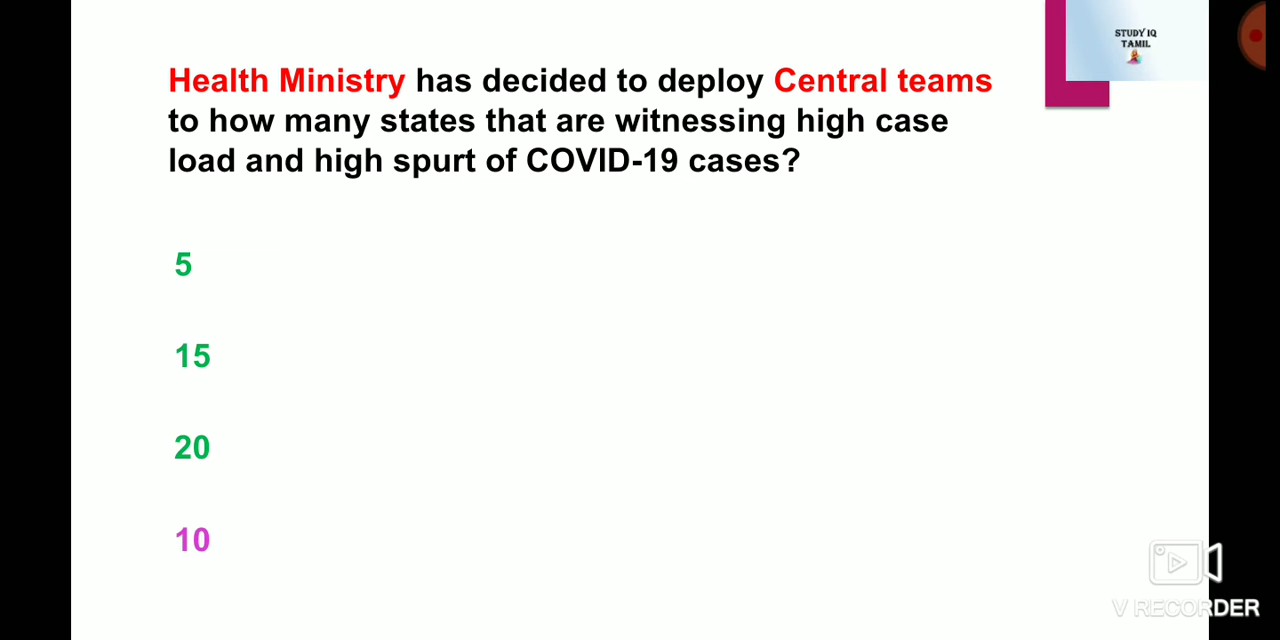 STUDY IQ
TAMIL
Health Ministry has decided to deploy Central teams
to how many states that are witnessing high case
load and high spurt of COVID-19 cases?
5
15
20
10
V RECORDER